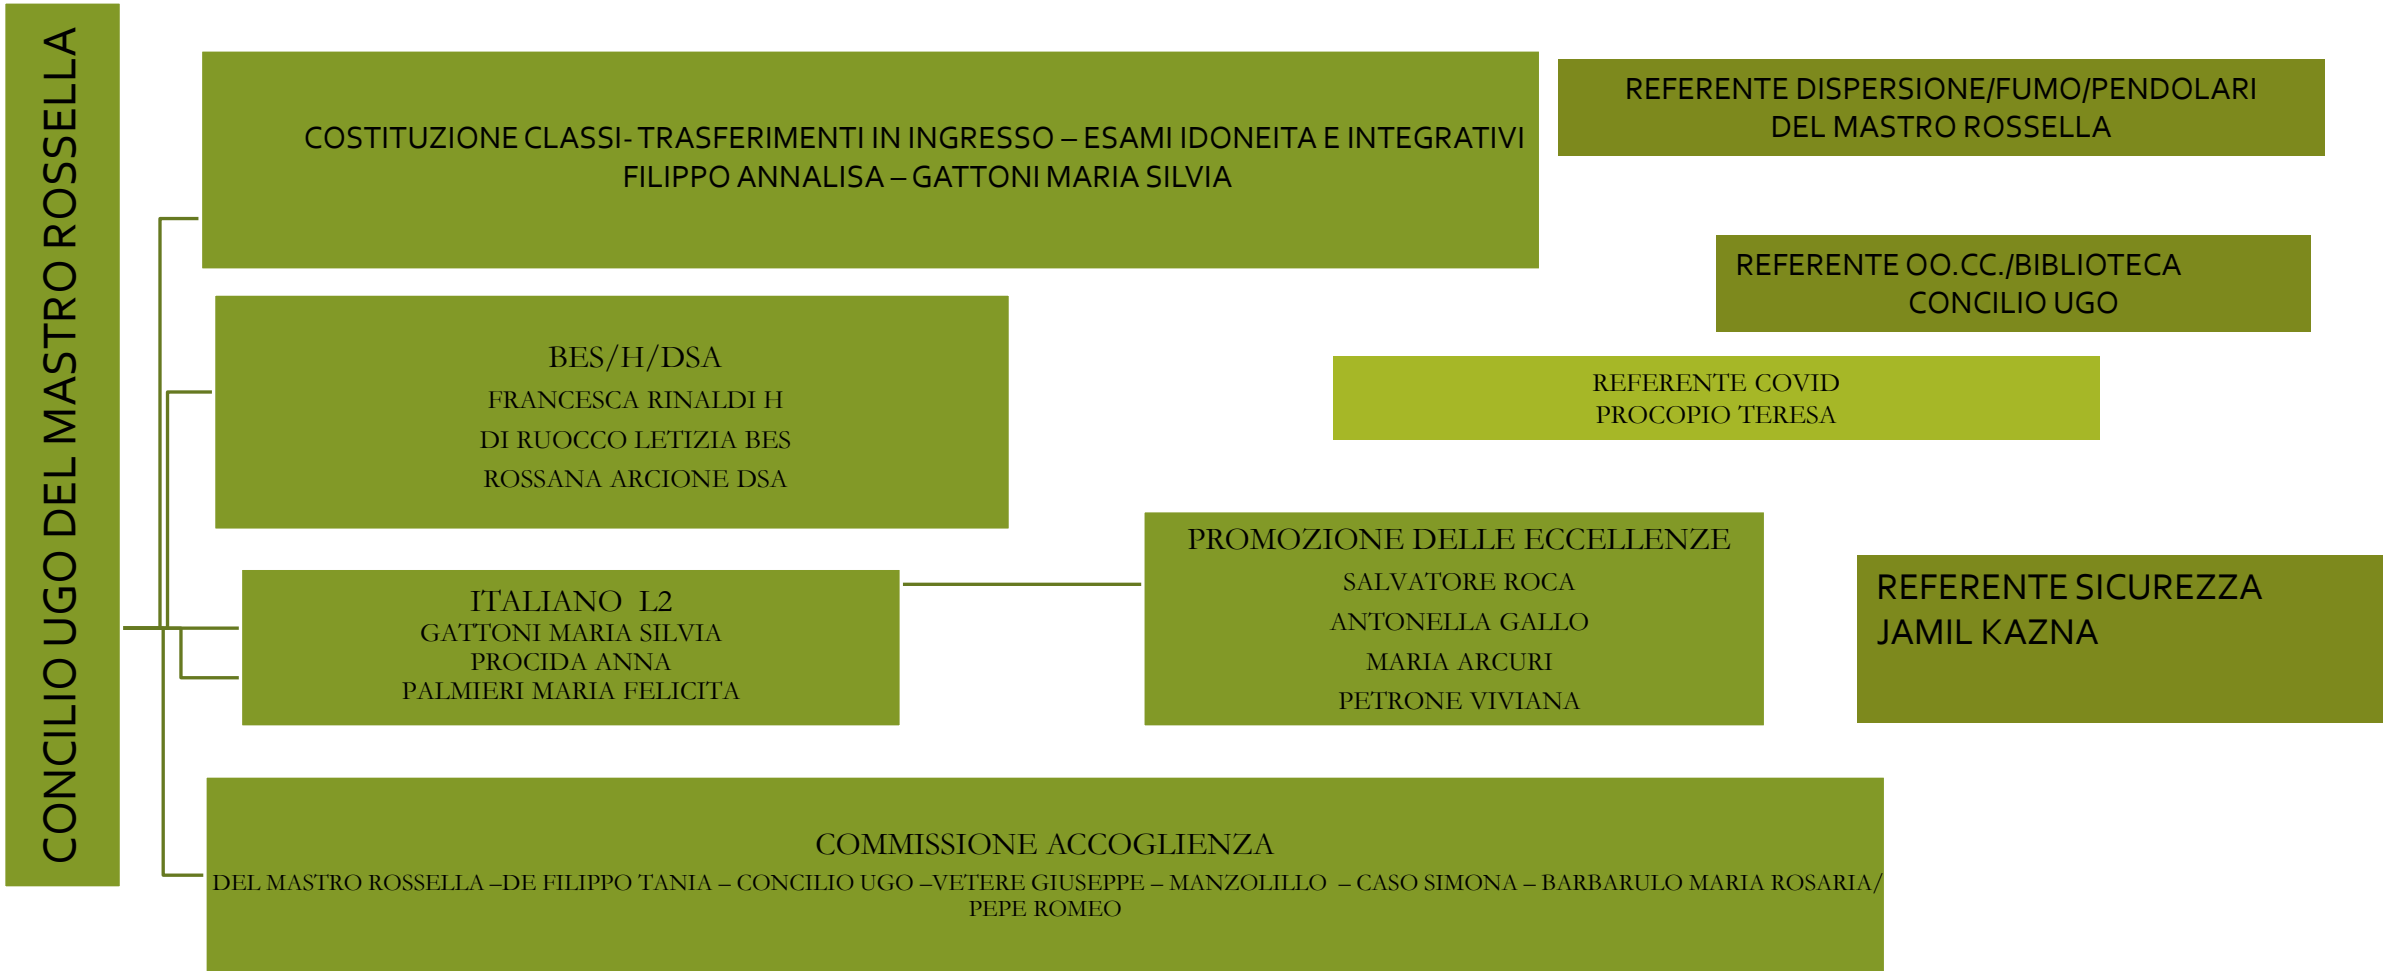 CONCILIO UGO DEL MASTRO ROSSELLA
COSTITUZIONE CLASSI- TRASFERIMENTI IN INGRESSO – ESAMI IDONEITA E INTEGRATIVI
FILIPPO ANNALISA – GATTONI MARIA SILVIA
REFERENTE DISPERSIONE/FUMO/PENDOLARI
DEL MASTRO ROSSELLA
REFERENTE OO.CC./BIBLIOTECA
CONCILIO UGO
BES/H/DSA
FRANCESCA RINALDI H
DI RUOCCO LETIZIA BES
ROSSANA ARCIONE DSA
REFERENTE COVID
PROCOPIO TERESA
ITALIANO L2
GATTONI MARIA SILVIA
PROCIDA ANNA
PALMIERI MARIA FELICITA
PROMOZIONE DELLE ECCELLENZE
SALVATORE ROCA
ANTONELLA GALLO
MARIA ARCURI
PETRONE VIVIANA
REFERENTE SICUREZZA
JAMIL KAZNA
COMMISSIONE ACCOGLIENZA
DEL MASTRO ROSSELLA –DE FILIPPO TANIA – CONCILIO UGO –VETERE GIUSEPPE – MANZOLILLO – CASO SIMONA – BARBARULO MARIA ROSARIA/
PEPE ROMEO